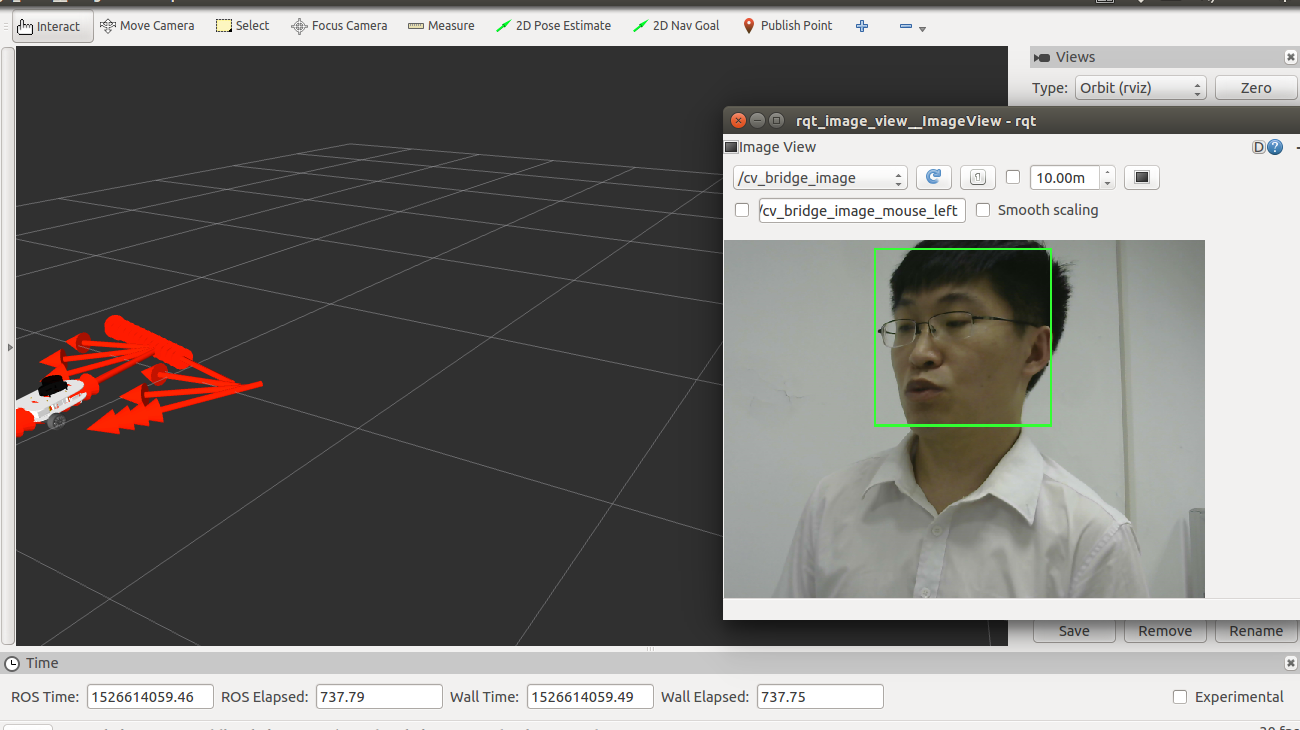 Interact Move Camera Select Focus Camera Measure 2D Pose Estimate 2D Nav Goal Publish Point
Views
Type: Orbit (rviz) Zero
rqt_image_view__ImageView - rqt
Image View D ?
/cv_bridge_image 10.00m
/cv_bridge_image_mouse_left Smooth scaling
Save Remove Rename
Time
ROS Time: 1526614059.46 ROS Elapsed: 737.79 Wall Time: 1526614059.49 Wall Elapsed: 737.75 Experimental